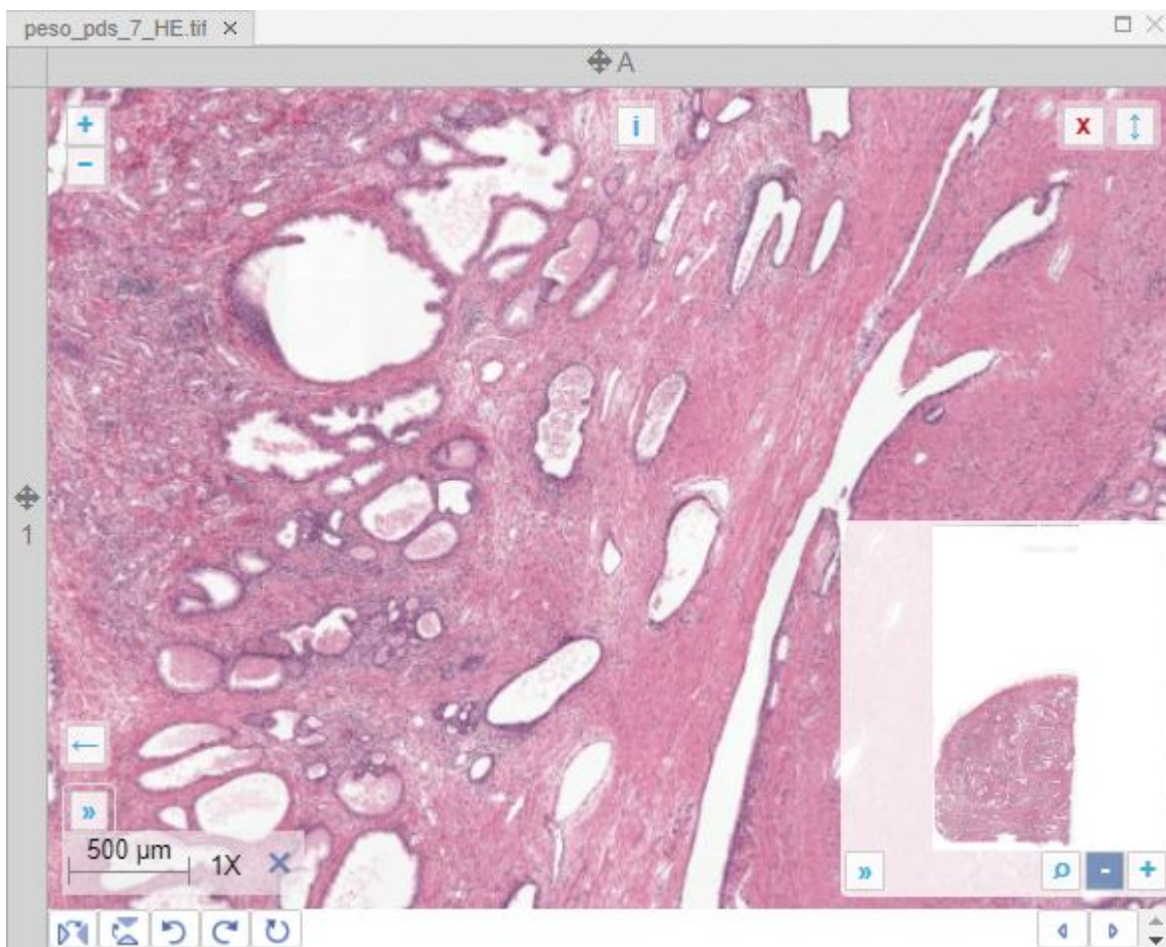 peso_pds_7_HE.tif ×
A
+
i
x
-
1
←
»
500 µm
1X ×
» - +